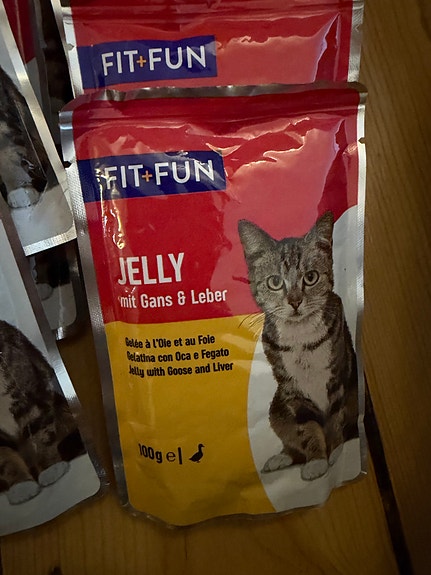 FIT+FUN
FIT+FUN
JELLY
mit Gans & Leber
Gelée à l'Oie et au Foie
Gelatina con Oca e Fegato
Jelly with Goose and Liver
100g e